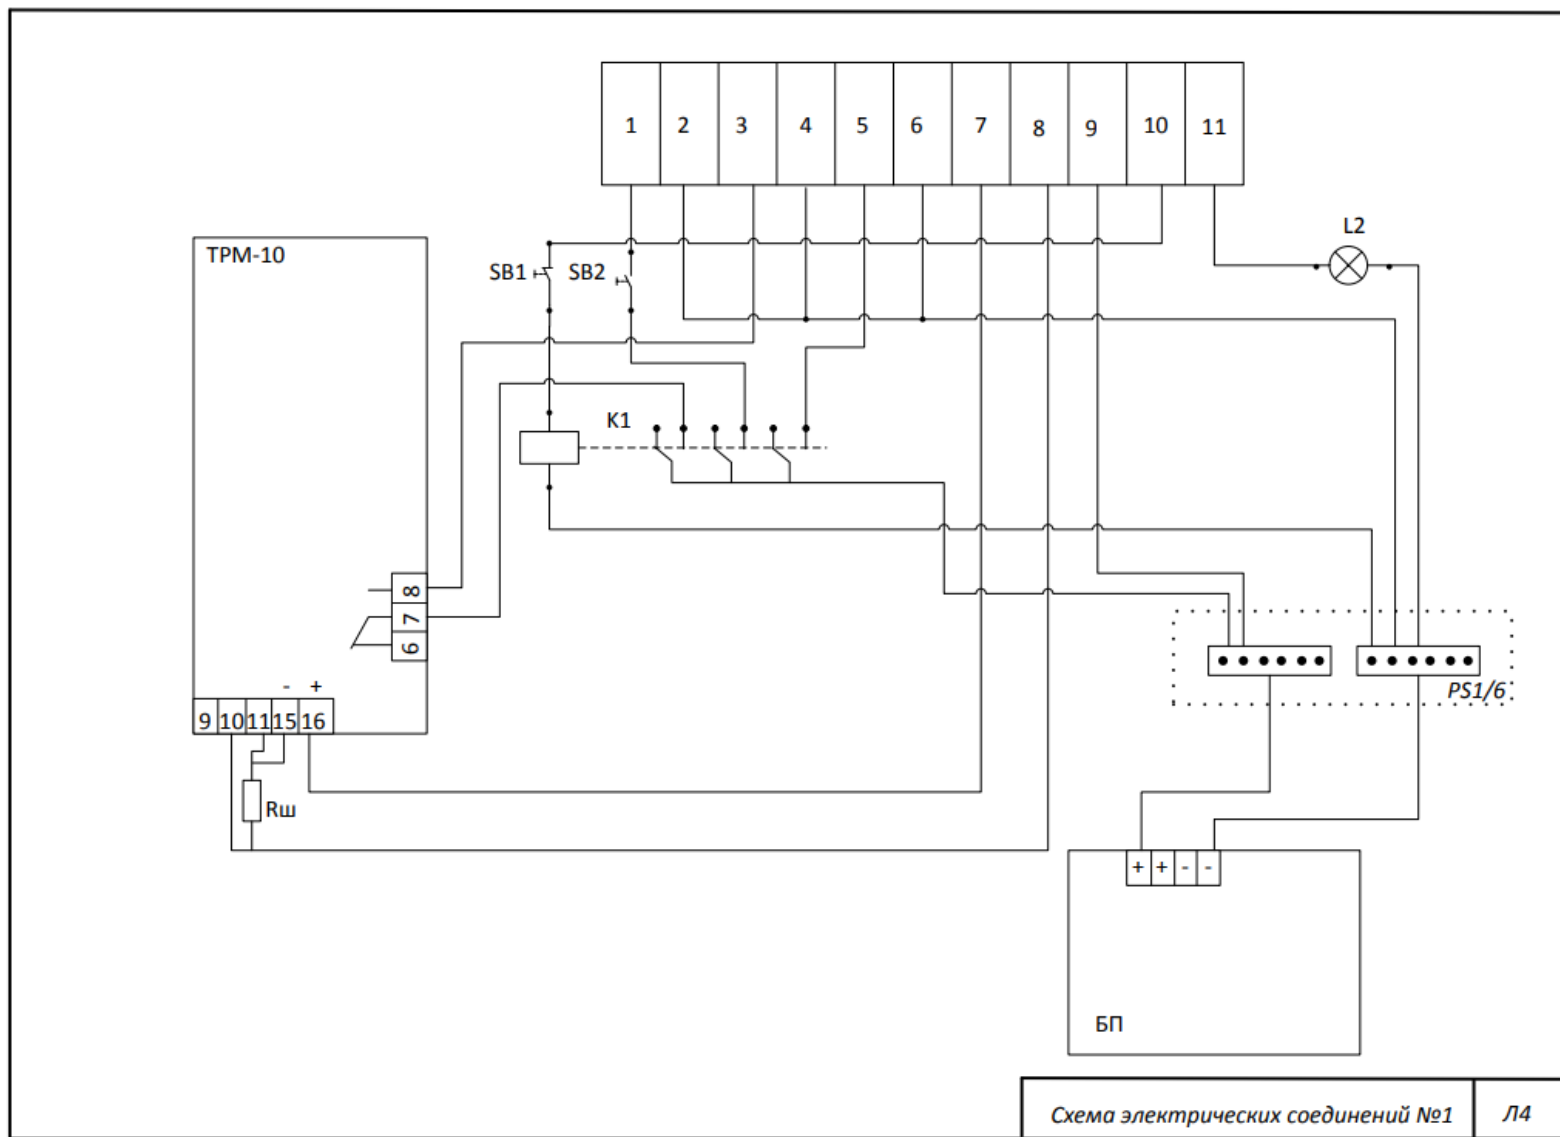 1 2 3 4 5 6 7 8 9 10 11
L2
ТРМ-10
SB1 SB2
K1
8
7
6
- +
9 10 11 15 16
PS1/6
Rш
+ + - -
БП
Схема электрических соединений №1 Л4